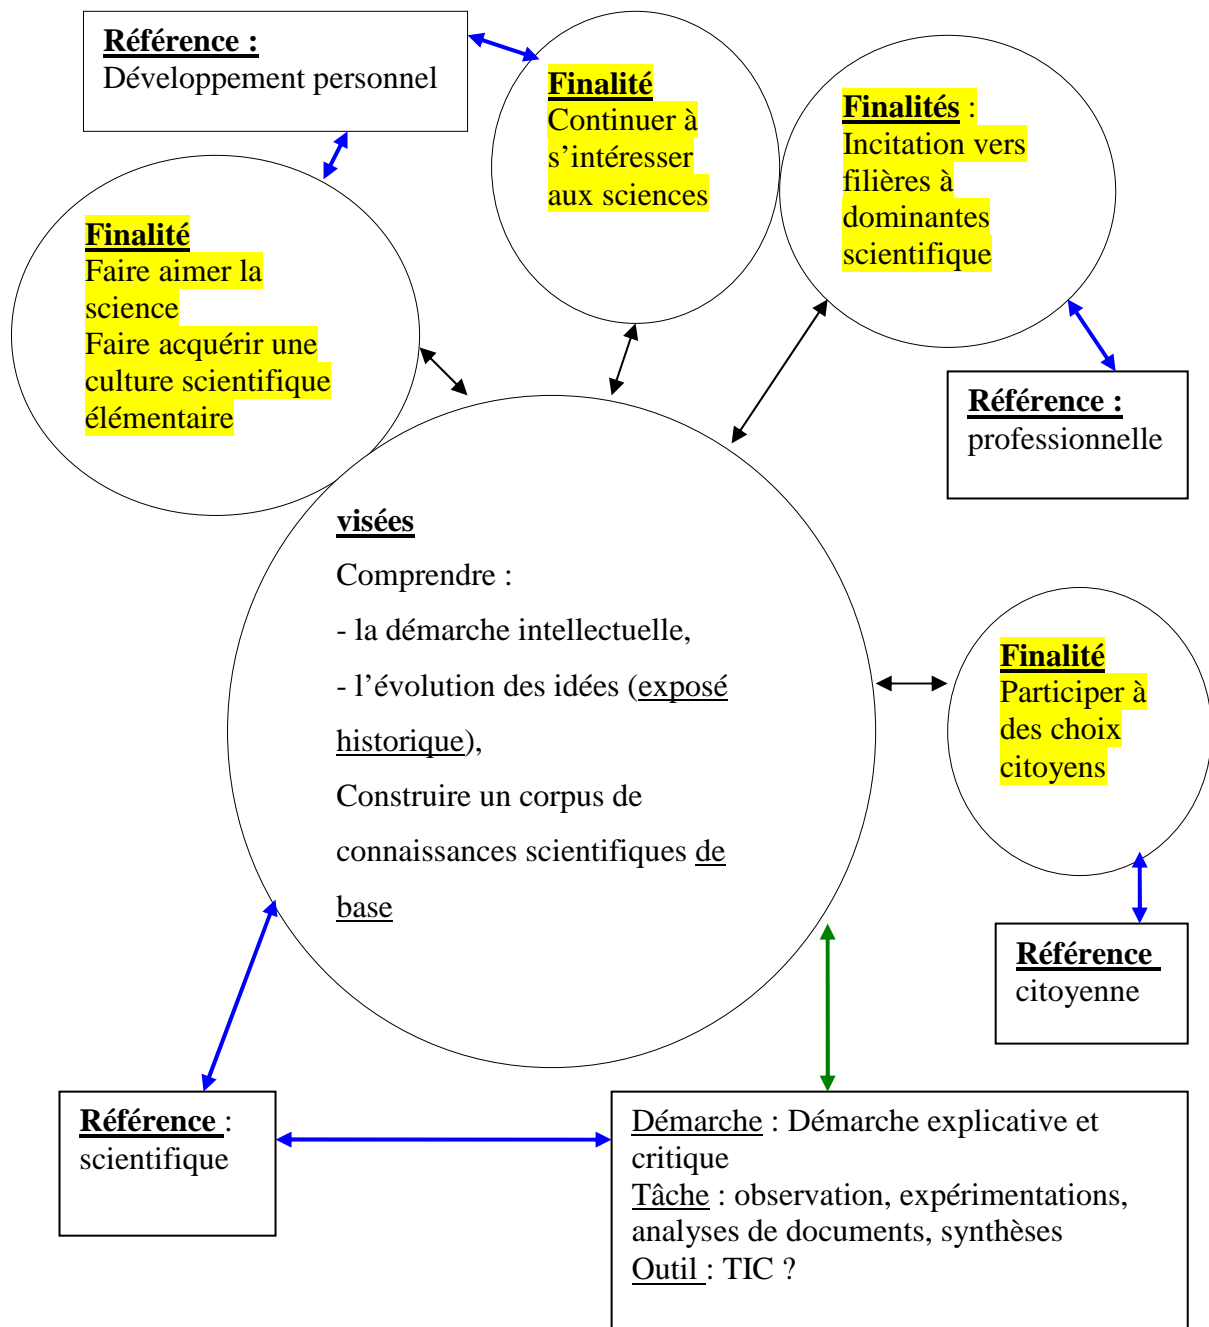 Référence :
Développement personnel
Finalité
Continuer à
s’intéresser
aux sciences
Finalités :
Incitation vers
filières à
dominantes
scientifique
Finalité
Faire aimer la
science
Faire acquérir une
culture scientifique
élémentaire
Référence :
professionnelle
visées
Comprendre :
- la démarche intellectuelle,
- l’évolution des idées (exposé
historique),
Construire un corpus de
connaissances scientifiques de
base
Finalité
Participer à
des choix
citoyens
Référence
citoyenne
Référence :
scientifique
Démarche : Démarche explicative et
critique
Tâche : observation, expérimentations,
analyses de documents, synthèses
Outil : TIC ?